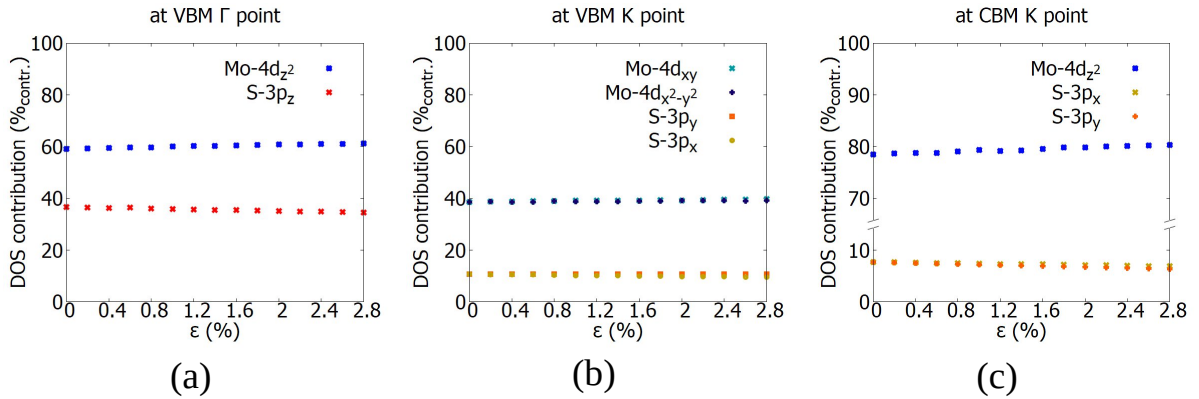 at VBM Γ point
DOS contribution (%contr.)
100
80
60
40
20
0
Mo-4dz2
S-3pz
0 0.4 0.8 1.2 1.6 2 2.4 2.8
ε (%)
(a)
at VBM K point
DOS contribution (%contr.)
100
80
60
40
20
0
Mo-4dxy
Mo-4dx2-y2
S-3py
S-3px
0 0.4 0.8 1.2 1.6 2 2.4 2.8
ε (%)
(b)
at CBM K point
DOS contribution (%contr.)
100
90
80
70
10
0
Mo-4dz2
S-3px
S-3py
0 0.4 0.8 1.2 1.6 2 2.4 2.8
ε (%)
(c)